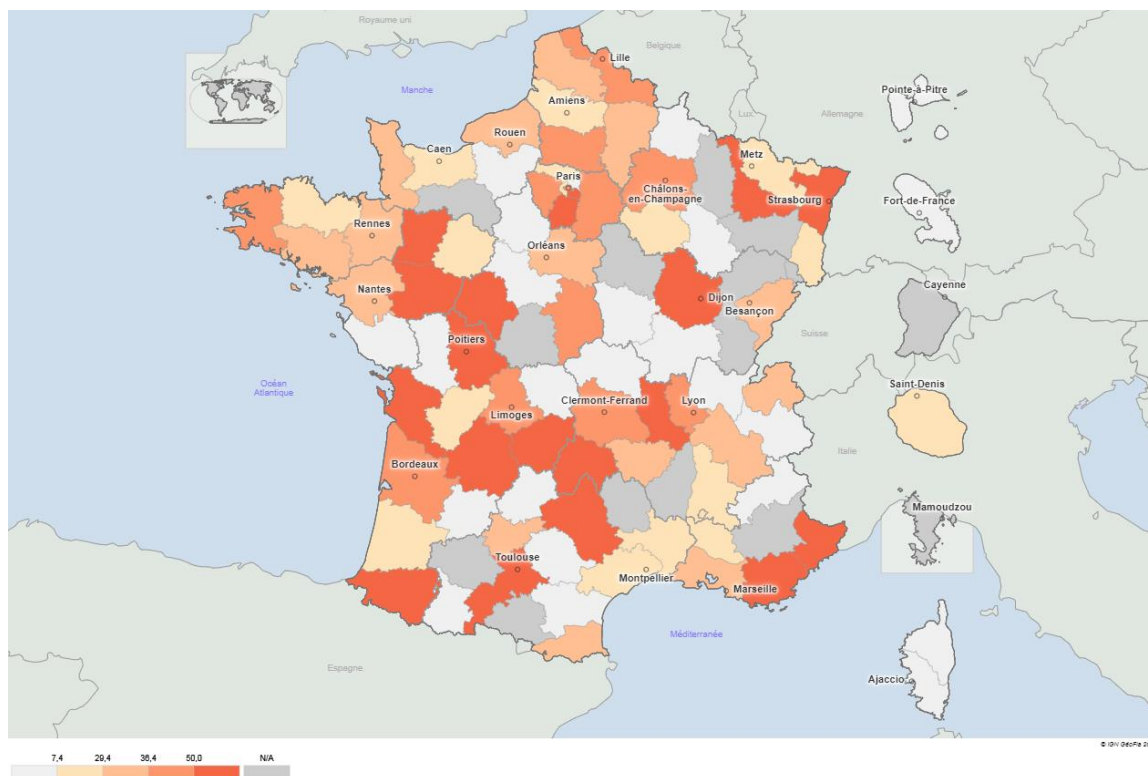 Royaume uni
Belgique
Lille
Manche
Pointe-à-Pitre
Allemagne
Amiens
Lux.
Rouen
Caen
Metz
Paris
Châlons-
en-Champagne
Strasbourg
Fort-de-France
Rennes
Orléans
Nantes
Dijon
Besançon
Cayenne
Suisse
Poitiers
Océan
Atlantique
Saint-Denis
Clermont-Ferrand
Lyon
Limoges
Italie
Bordeaux
Mamoudzou
Toulouse
Montpellier
Marseille
Méditerranée
Espagne
Ajaccio
© IGN GéoFla
7,4
29,4
36,4
50,0
N/A